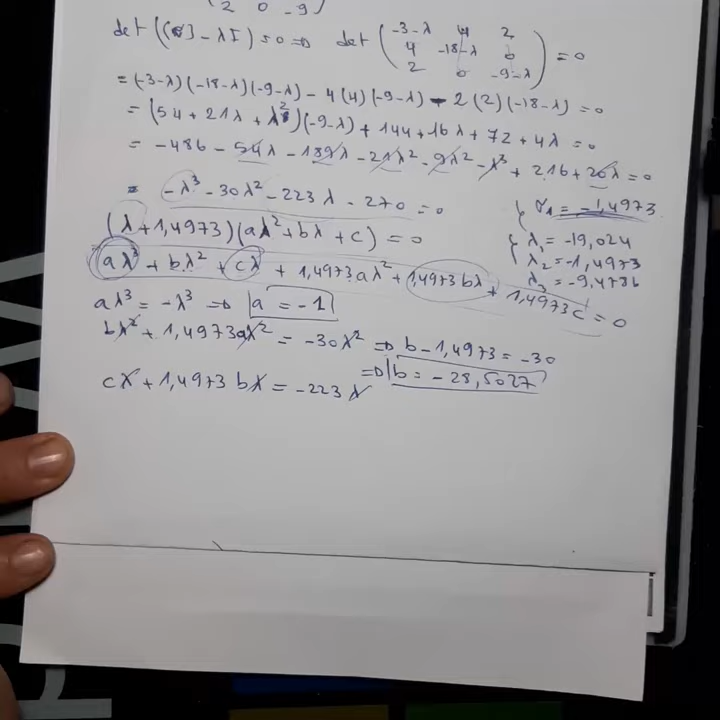 2 0 -9)
det([σ] - λI) = 0 => det (-3-λ 4 2
4 -18-λ 0
2 0 -9-λ) = 0
= (-3-λ)(-18-λ)(-9-λ) - 4(4)(-9-λ) - 2(2)(-18-λ) = 0
= (54 + 21λ + λ²)(-9-λ) + 144 + 16λ + 72 + 4λ = 0
= -486 - 54λ - 189λ - 21λ² - 9λ² - λ³ + 216 + 20λ = 0
= -λ³ - 30λ² - 223λ - 270 = 0
{ σ1 = -1,4973
(λ + 1,4973)(aλ² + bλ + c) = 0
{ λ1 = -19,024
λ2 = -1,4973
λ3 = -9,4786
aλ³ + bλ² + cλ + 1,4973aλ² + 1,4973bλ + 1,4973c = 0
aλ³ = -λ³ => a = -1
bλ² + 1,4973aλ² = -30λ² => b - 1,4973 = -30
=> b = -28,5027
cλ + 1,4973bλ = -223λ